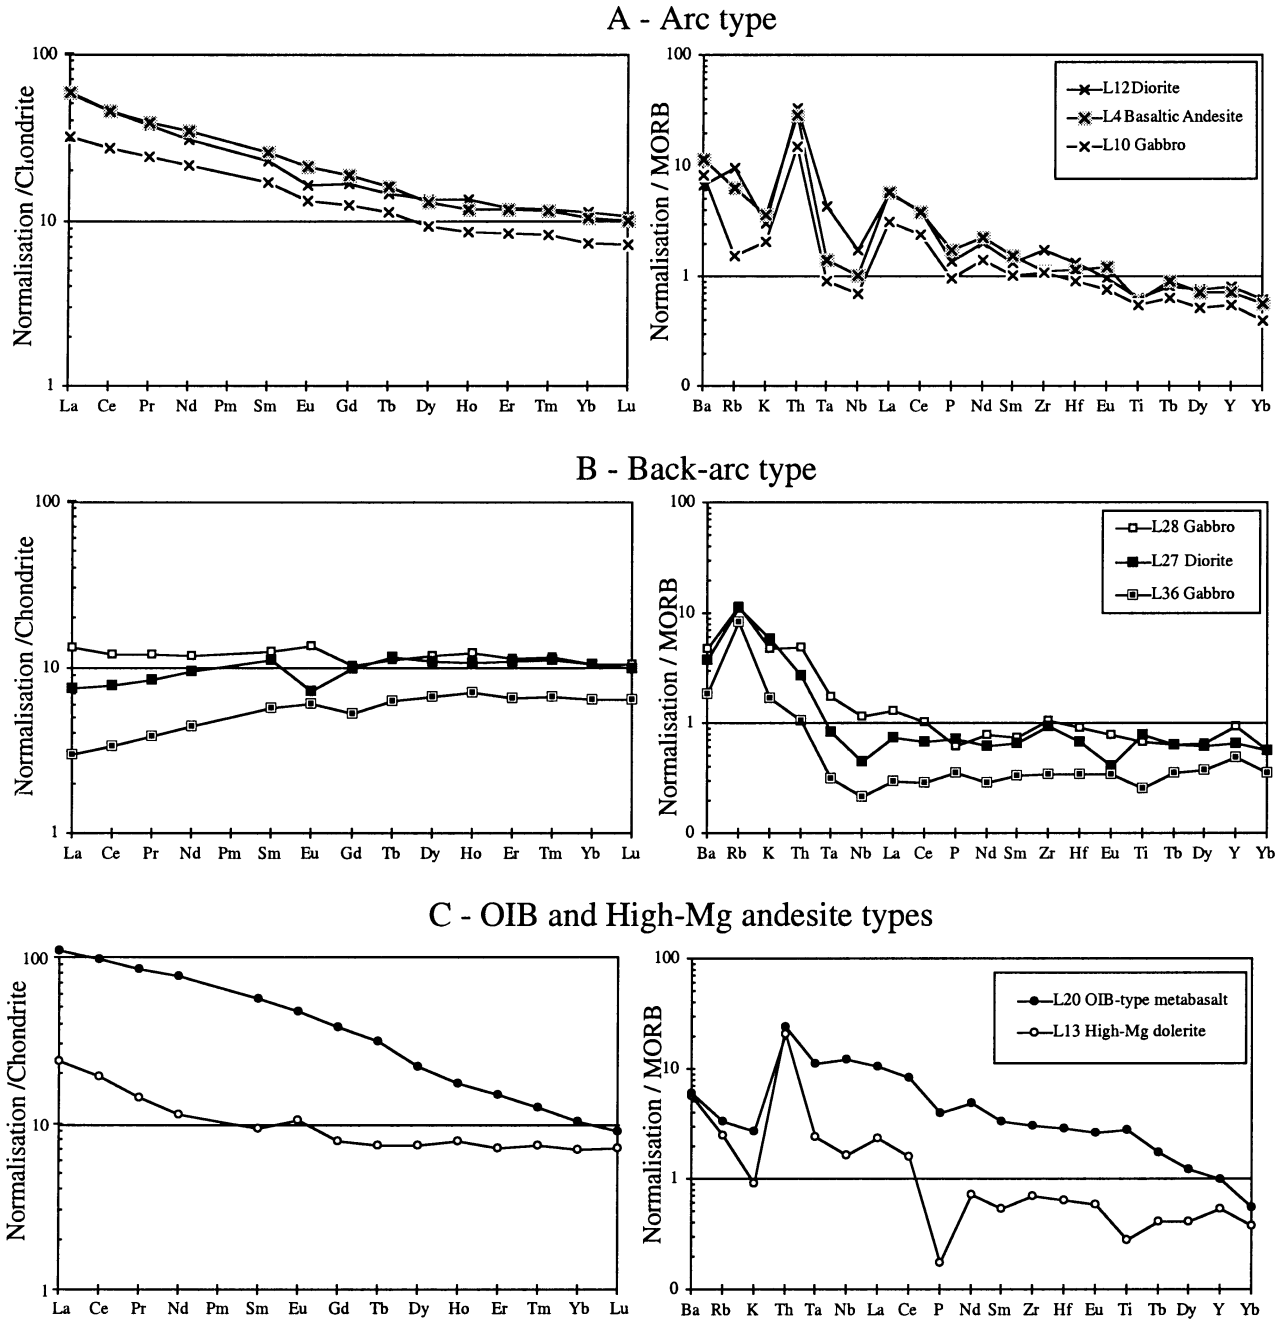 A - Arc type
Normalisation /Chondrite
100
10
1
La Ce Pr Nd Pm Sm Eu Gd Tb Dy Ho Er Tm Yb Lu
Normalisation / MORB
100
10
1
0
Ba Rb K Th Ta Nb La Ce P Nd Sm Zr Hf Eu Ti Tb Dy Y Yb
L12Diorite
L4 Basaltic Andesite
L10 Gabbro
B - Back-arc type
Normalisation /Chondrite
100
10
1
La Ce Pr Nd Pm Sm Eu Gd Tb Dy Ho Er Tm Yb Lu
Normalisation / MORB
100
10
1
0
Ba Rb K Th Ta Nb La Ce P Nd Sm Zr Hf Eu Ti Tb Dy Y Yb
L28 Gabbro
L27 Diorite
L36 Gabbro
C - OIB and High-Mg andesite types
Normalisation /Chondrite
100
10
1
La Ce Pr Nd Pm Sm Eu Gd Tb Dy Ho Er Tm Yb Lu
Normalisation / MORB
100
10
1
0
Ba Rb K Th Ta Nb La Ce P Nd Sm Zr Hf Eu Ti Tb Dy Y Yb
L20 OIB-type metabasalt
L13 High-Mg dolerite